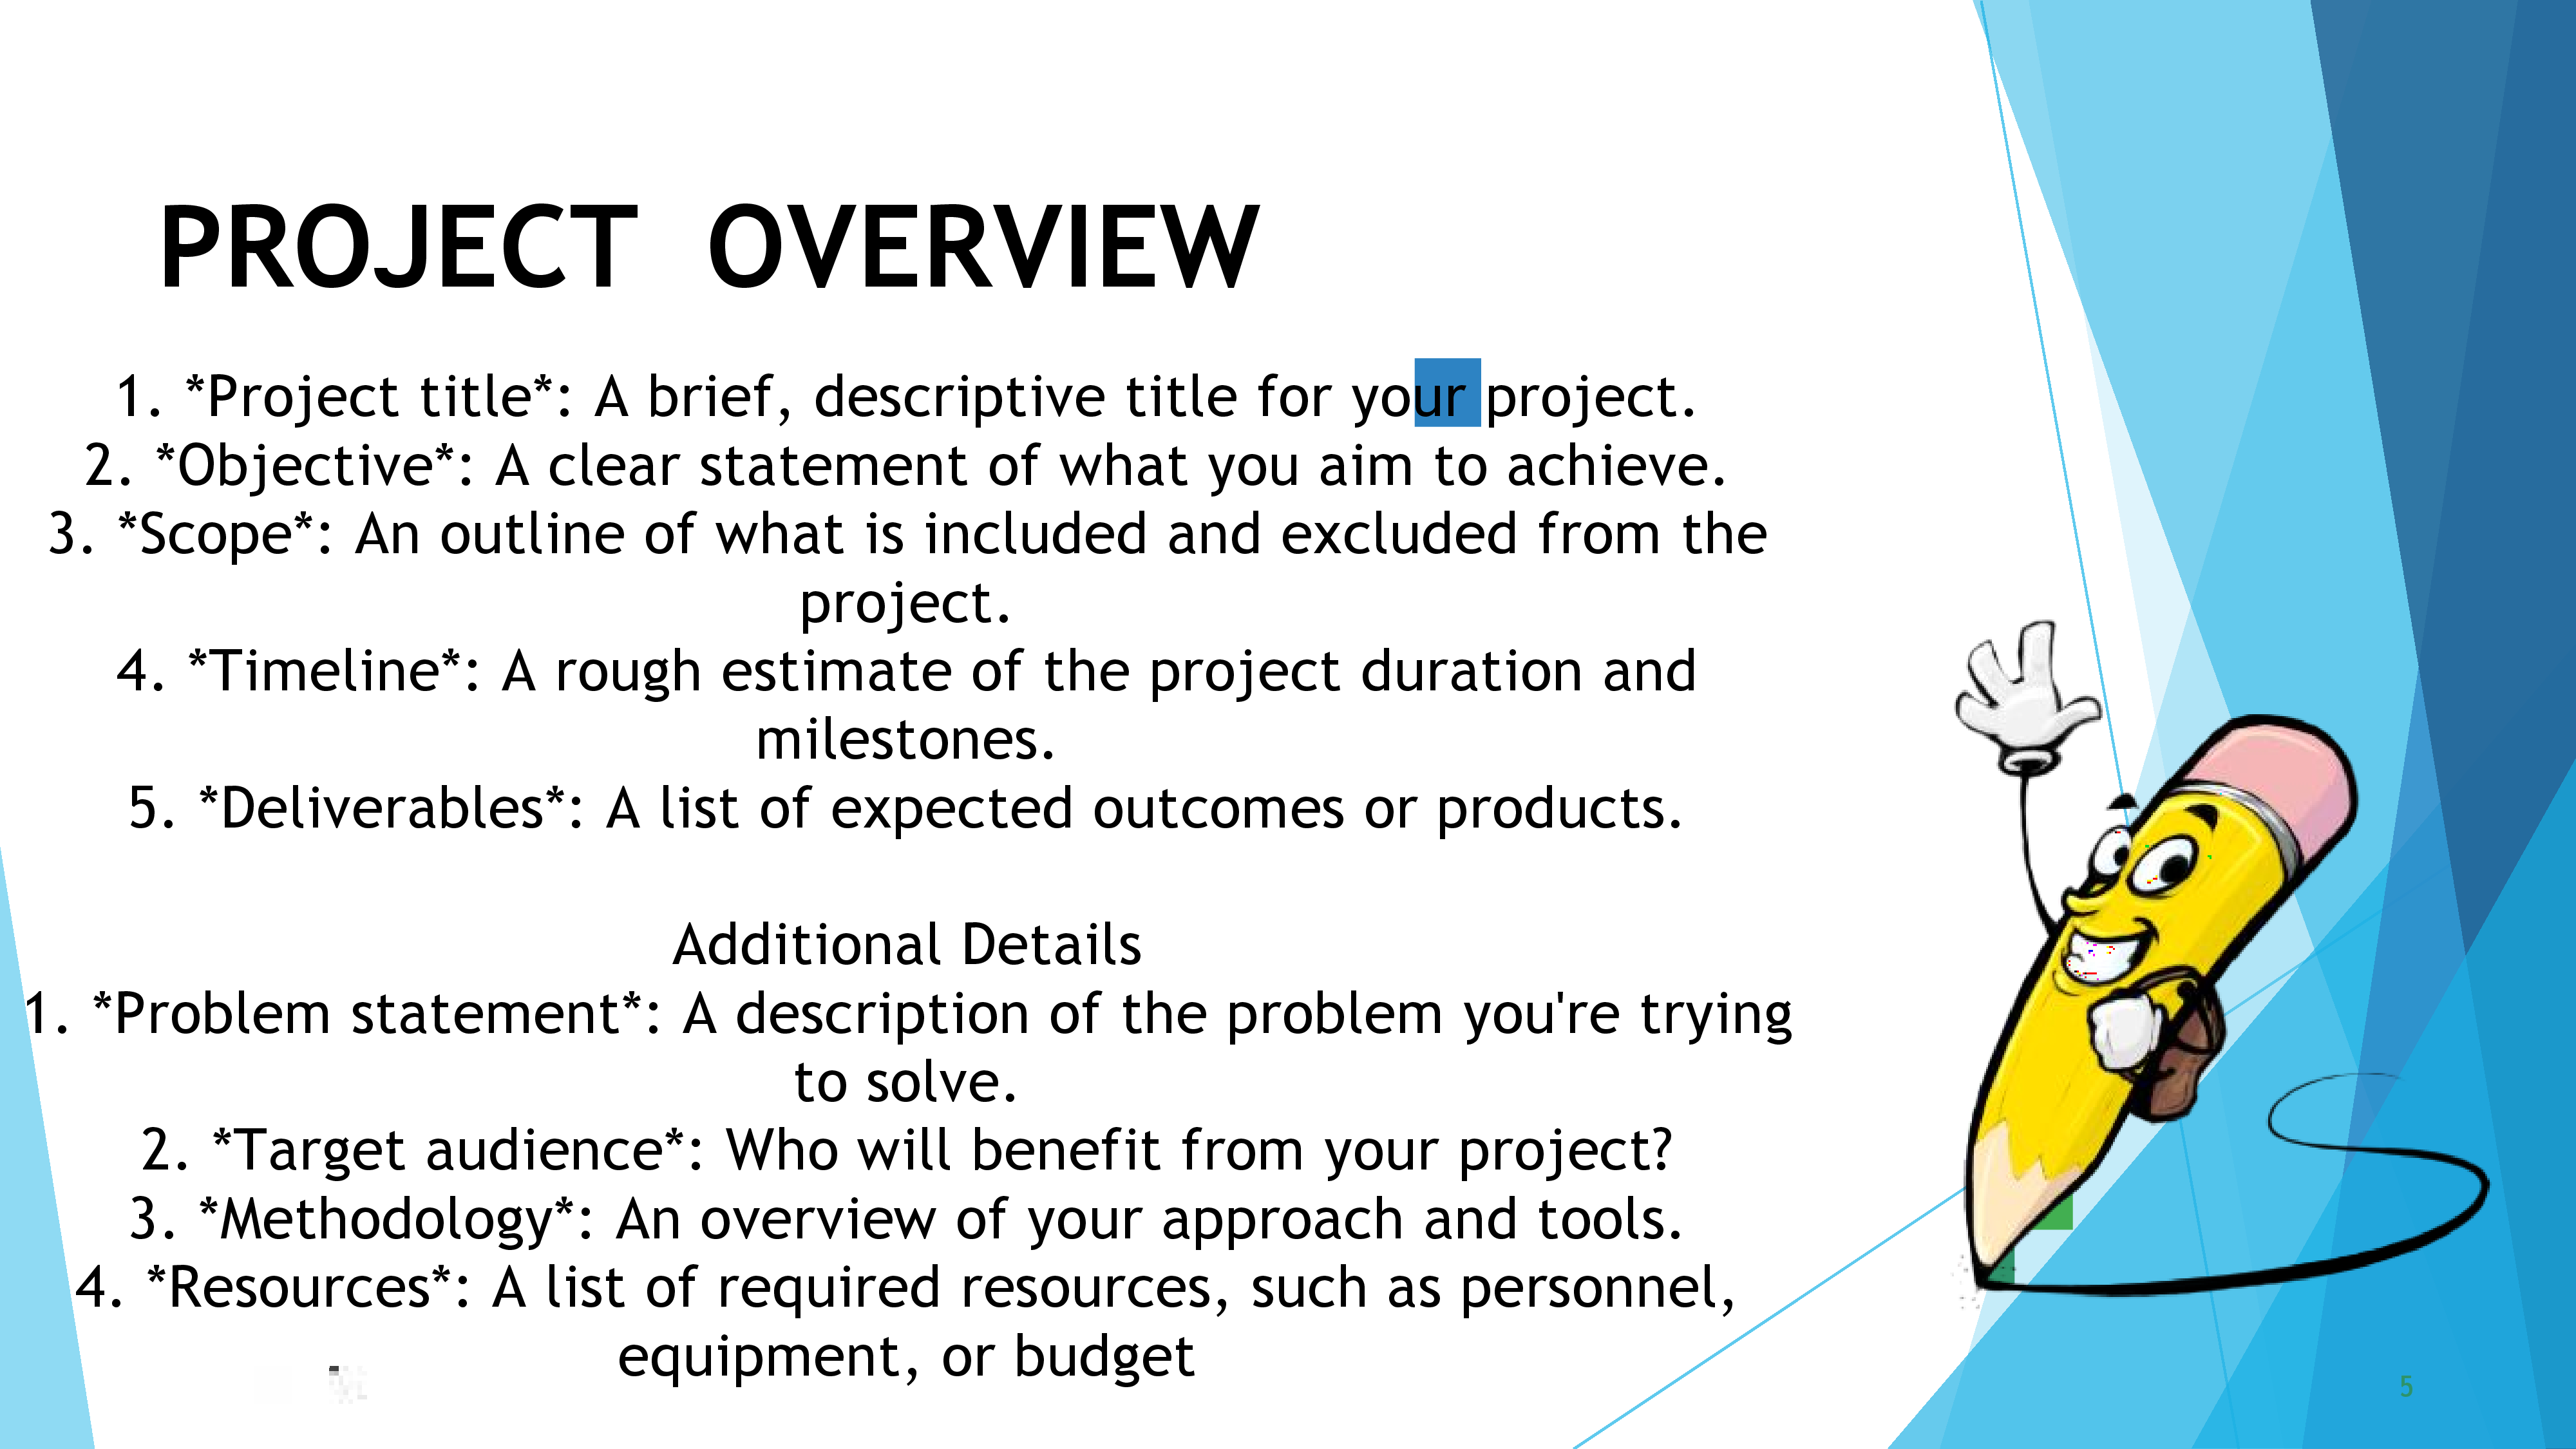 PROJECT OVERVIEW
1. *Project title*: A brief, descriptive title for your project.
2. *Objective*: A clear statement of what you aim to achieve.
3. *Scope*: An outline of what is included and excluded from the
project.
4. *Timeline*: A rough estimate of the project duration and
milestones.
5. *Deliverables*: A list of expected outcomes or products.
Additional Details
1. *Problem statement*: A description of the problem you're trying
to solve.
2. *Target audience*: Who will benefit from your project?
3. *Methodology*: An overview of your approach and tools.
4. *Resources*: A list of required resources, such as personnel,
equipment, or budget
5